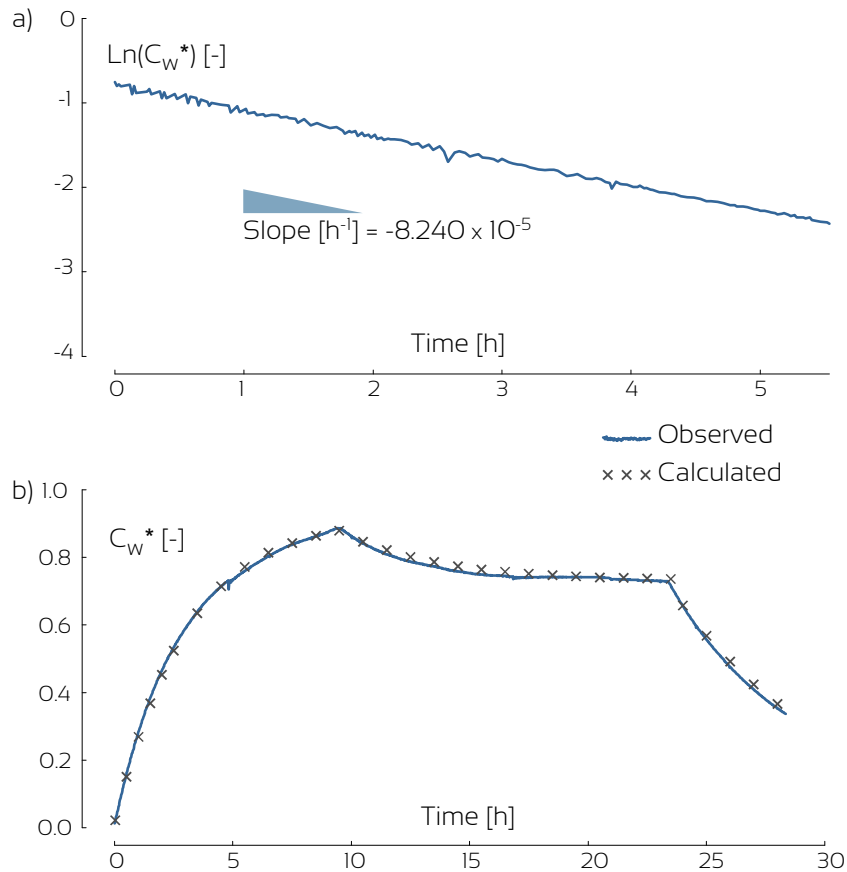 a)
0
Ln(C_w*) [-]
-1
-2
Slope [h⁻¹] = -8.240 x 10⁻⁵
-3
Time [h]
-4
0 1 2 3 4 5
Observed
× × × Calculated
b) 1.0
C_w* [-]
0.8
0.6
0.4
0.2
Time [h]
0.0
0 5 10 15 20 25 30